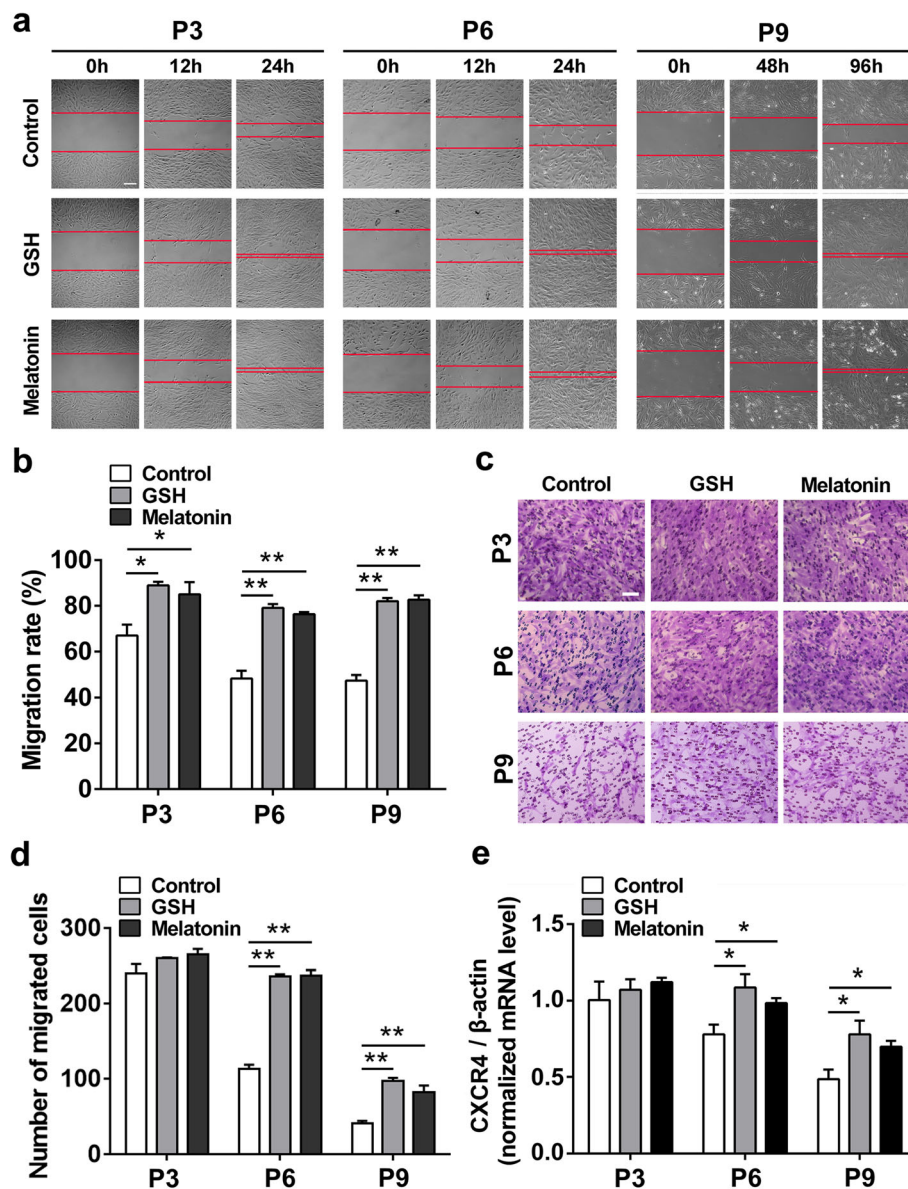 a
P3 P6 P9
0h 12h 24h 0h 12h 24h 0h 48h 96h
Control
GSH
Melatonin
b
Control
GSH
Melatonin
Migration rate (%)
100
80
60
40
20
0
* * ** ** ** **
P3 P6 P9
c
Control GSH Melatonin
P3
P6
P9
d
Control
GSH
Melatonin
Number of migrated cells
300
200
100
0
** ** ** **
P3 P6 P9
e
Control
GSH
Melatonin
CXCR4 / β-actin
(normalized mRNA level)
1.5
1.0
0.5
0.0
* * * *
P3 P6 P9